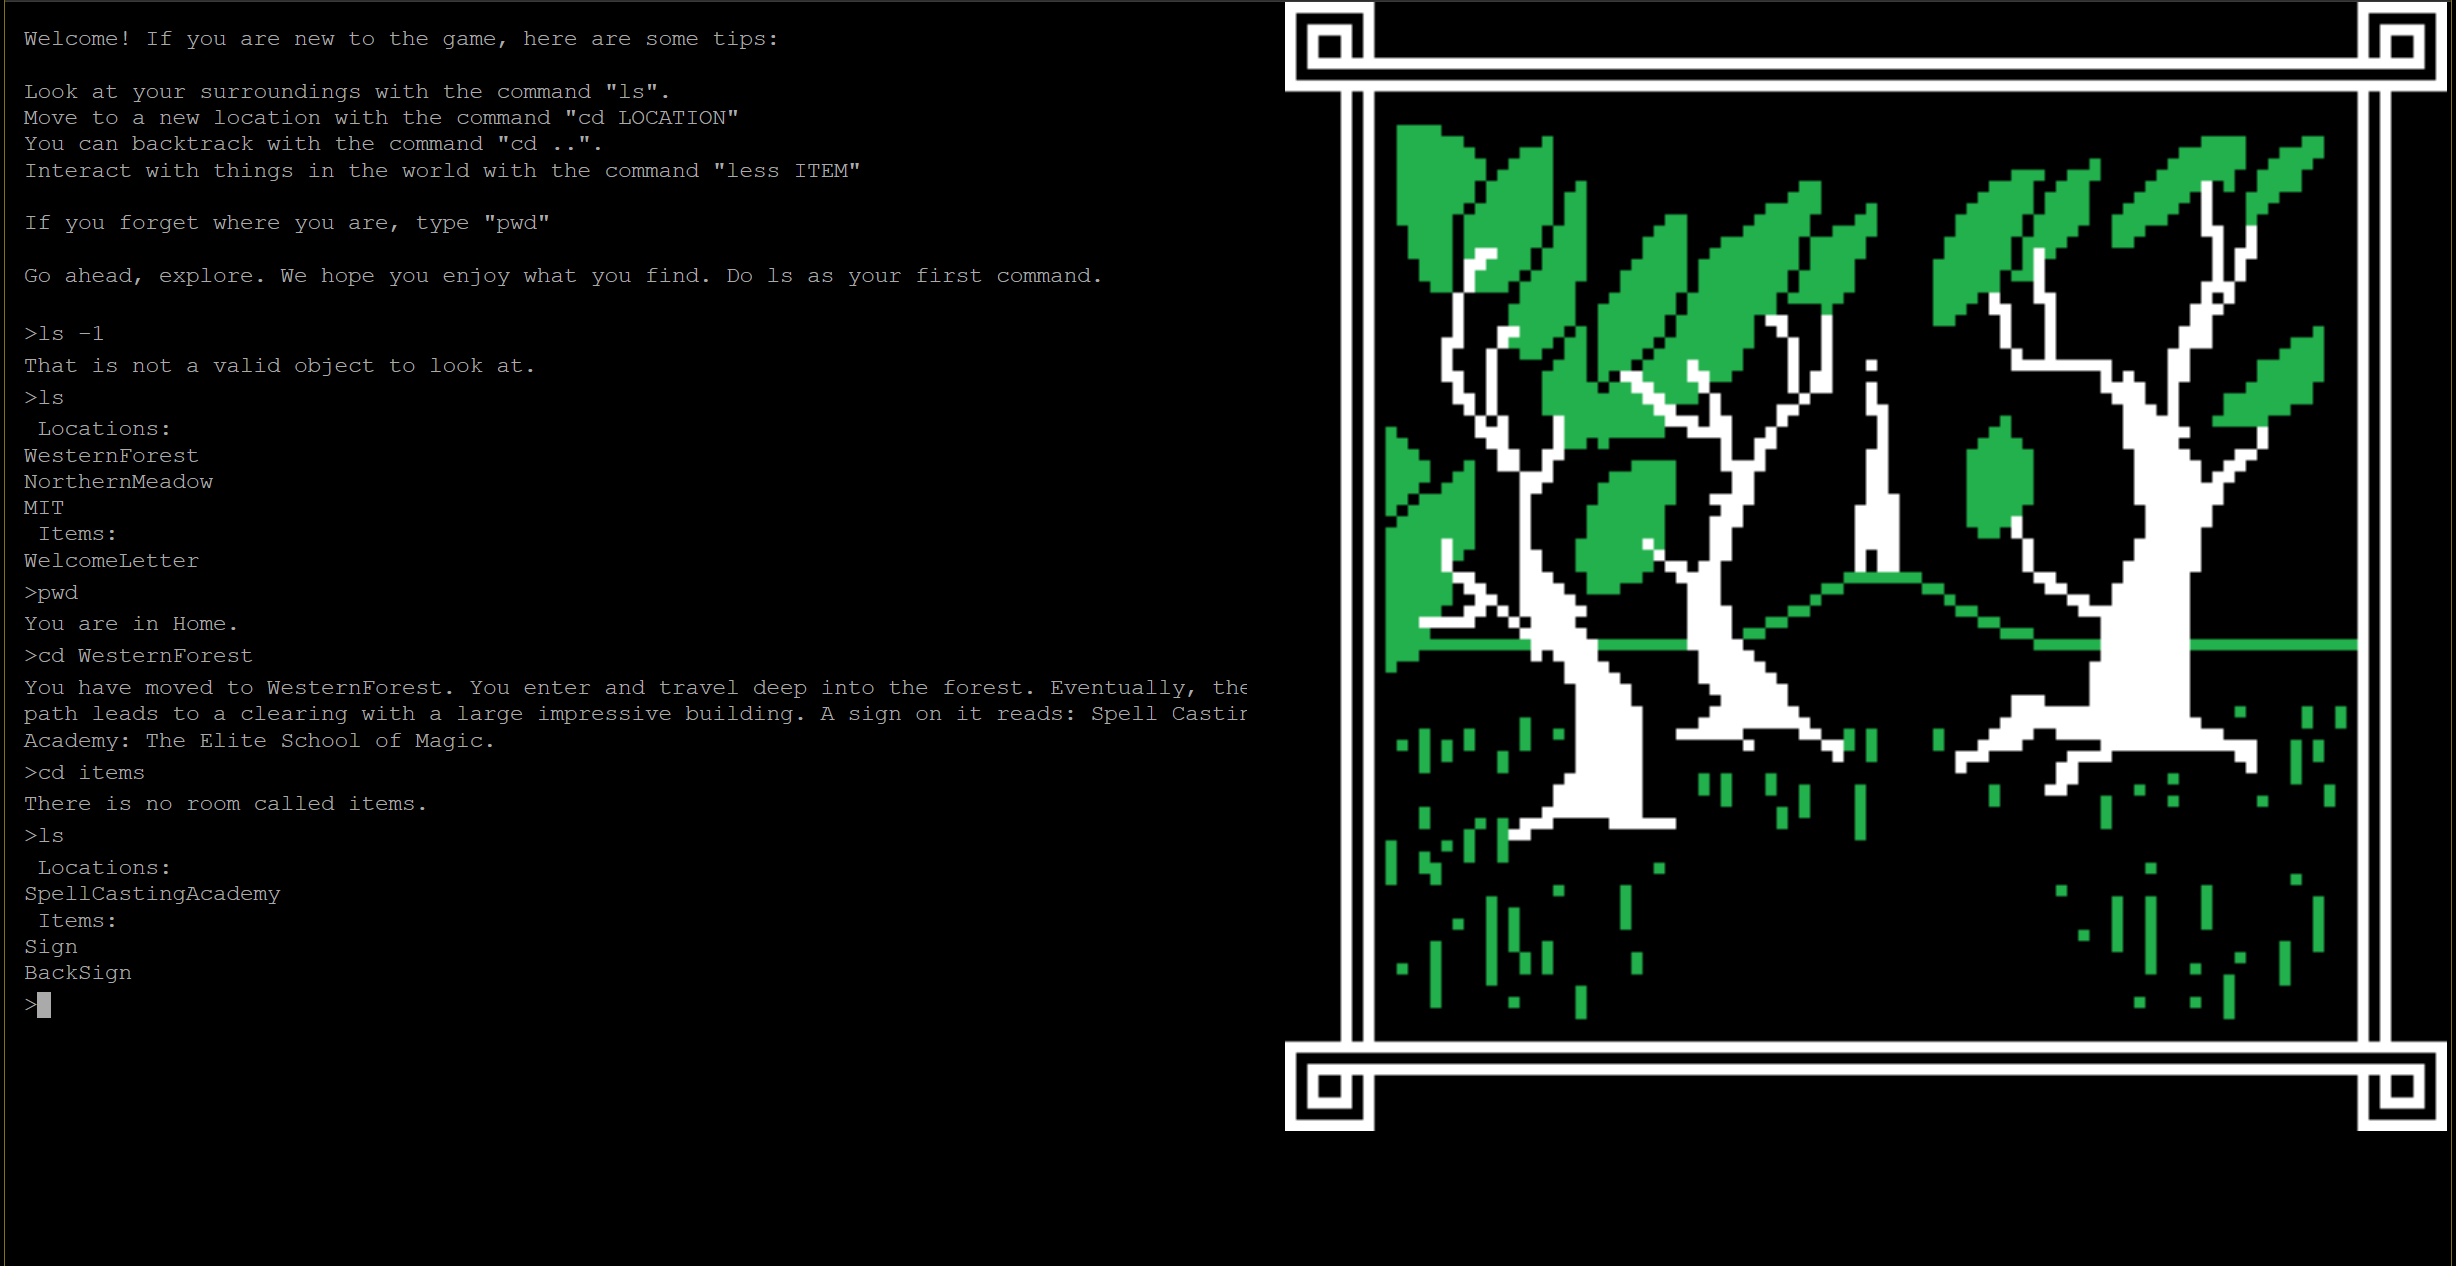 Welcome! If you are new to the game, here are some tips:
Look at your surroundings with the command "ls".
Move to a new location with the command "cd LOCATION"
You can backtrack with the command "cd ..".
Interact with things in the world with the command "less ITEM"
If you forget where you are, type "pwd"
Go ahead, explore. We hope you enjoy what you find. Do ls as your first command.
>ls -l
That is not a valid object to look at.
>ls
Locations:
WesternForest
NorthernMeadow
MIT
Items:
WelcomeLetter
>pwd
You are in Home.
>cd WesternForest
You have moved to WesternForest. You enter and travel deep into the forest. Eventually, the
path leads to a clearing with a large impressive building. A sign on it reads: Spell Castin
Academy: The Elite School of Magic.
>cd items
There is no room called items.
>ls
Locations:
SpellCastingAcademy
Items:
Sign
BackSign
>